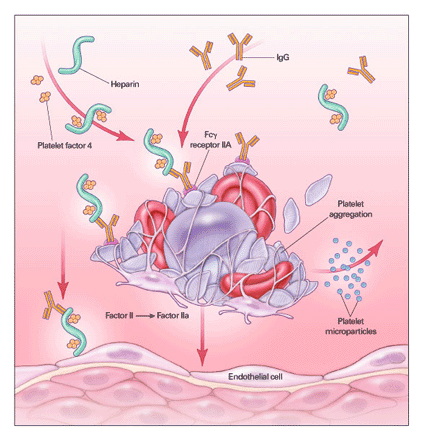 Heparin
IgG
Platelet factor 4
Fcγ
receptor IIA
Platelet
aggregation
Factor II → Factor IIa
Platelet
microparticles
Endothelial cell